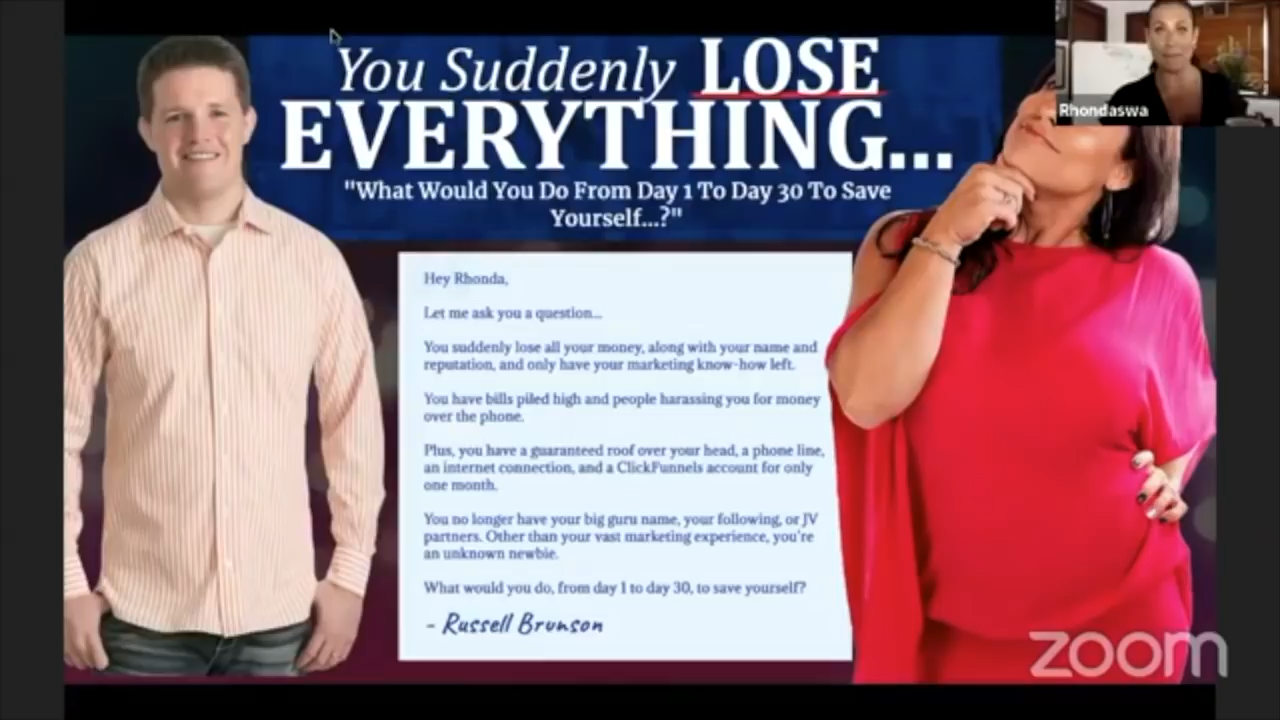 You Suddenly LOSE
EVERYTHING...
"What Would You Do From Day 1 To Day 30 To Save
Yourself...?"
Rhondaswa
Hey Rhonda,
Let me ask you a question...
You suddenly lose all your money, along with your name and
reputation, and only have your marketing know-how left.
You have bills piled high and people harassing you for money
over the phone.
Plus, you have a guaranteed roof over your head, a phone line,
an internet connection, and a ClickFunnels account for only
one month.
You no longer have your big guru name, your following, or JV
partners. Other than your vast marketing experience, you're
an unknown newbie.
What would you do, from day 1 to day 30, to save yourself?
- Russell Brunson
zoom